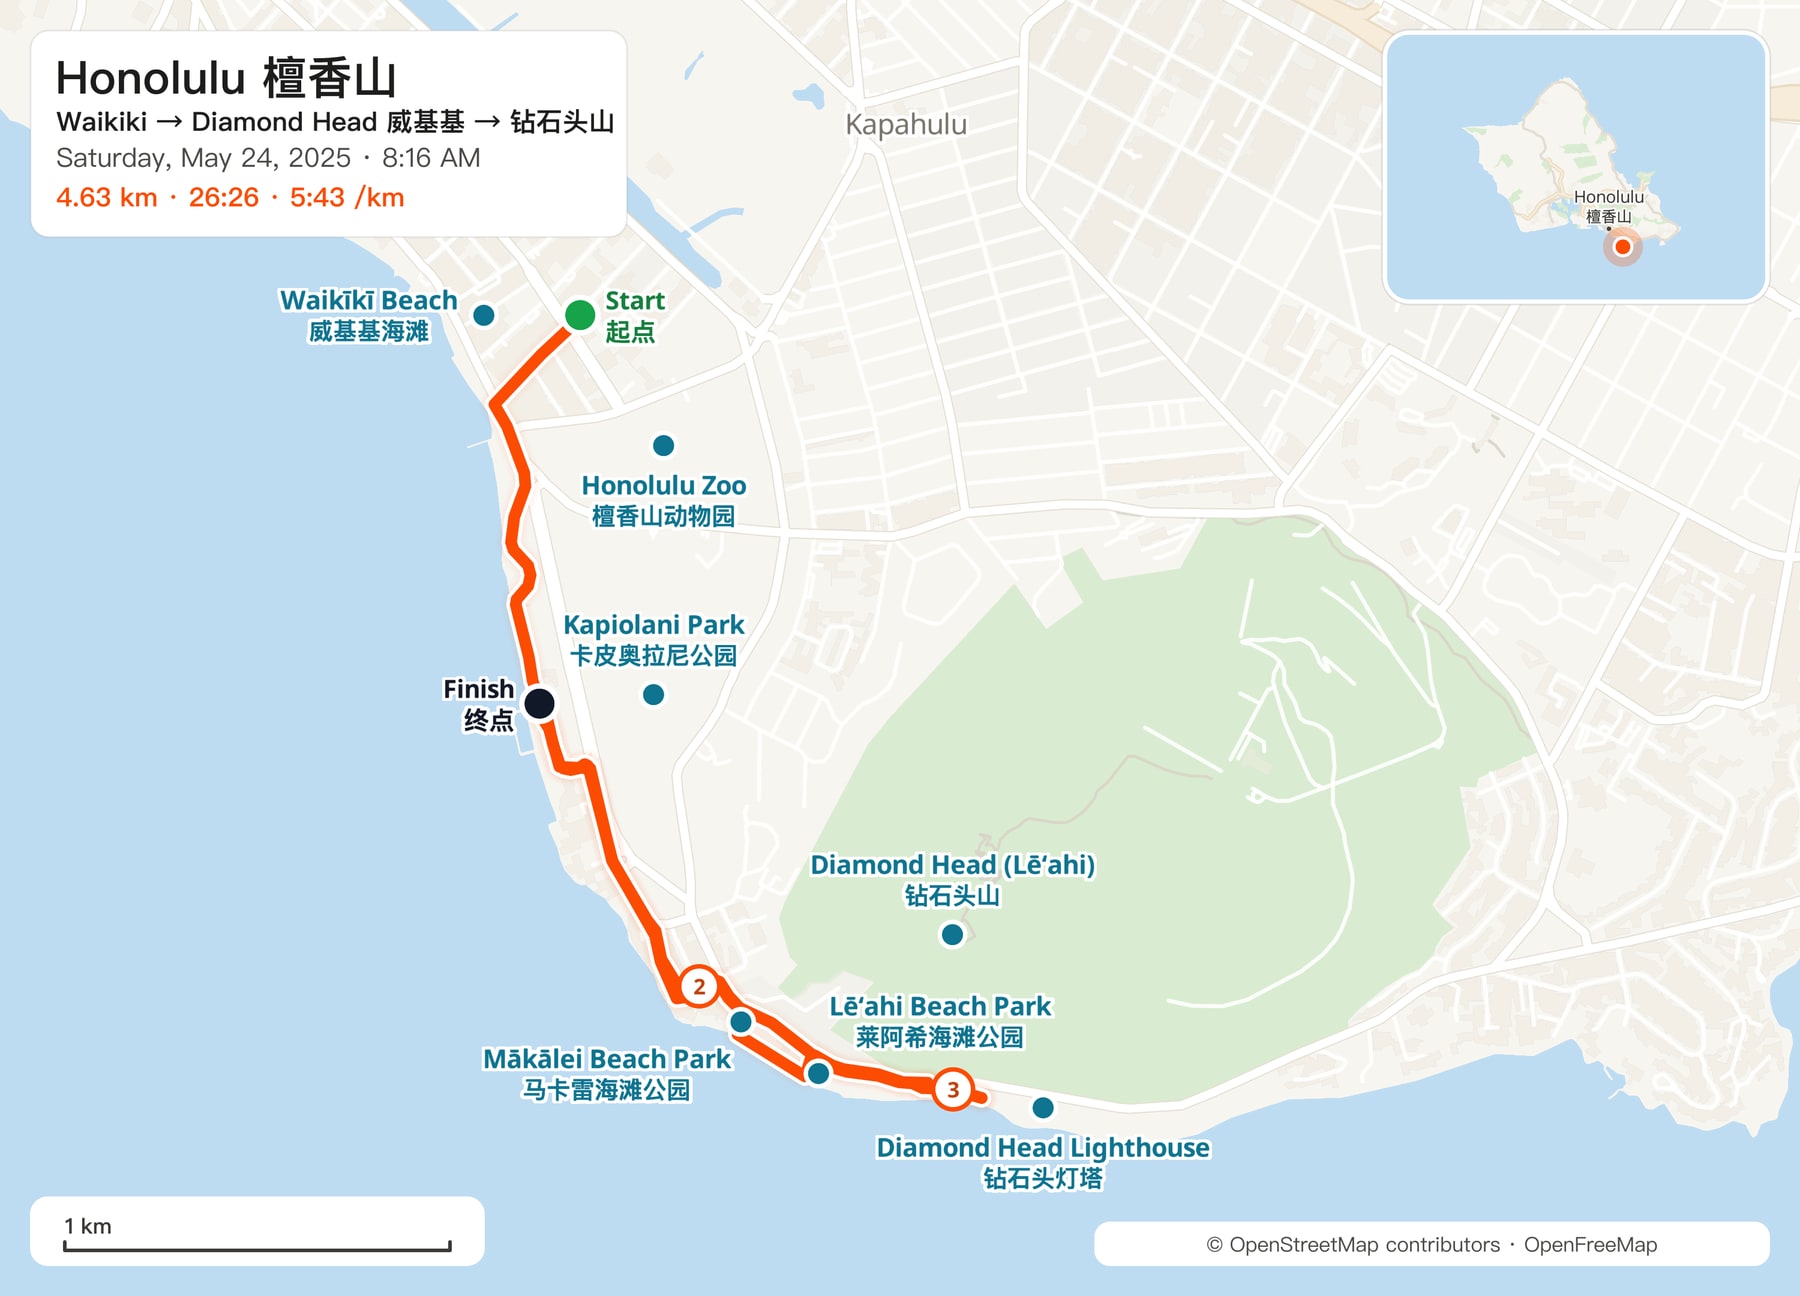 Honolulu 檀香山
Waikiki → Diamond Head 威基基 → 钻石头山
Saturday, May 24, 2025 · 8:16 AM
4.63 km · 26:26 · 5:43 /km
Kapahulu
Honolulu
檀香山
Waikīkī Beach
威基基海滩
Start
起点
Honolulu Zoo
檀香山动物园
Kapiolani Park
卡皮奥拉尼公园
Finish
终点
Diamond Head (Lēʻahi)
钻石头山
2
Lēʻahi Beach Park
莱阿希海滩公园
Mākālei Beach Park
马卡雷海滩公园
3
Diamond Head Lighthouse
钻石头灯塔
1 km
© OpenStreetMap contributors · OpenFreeMap